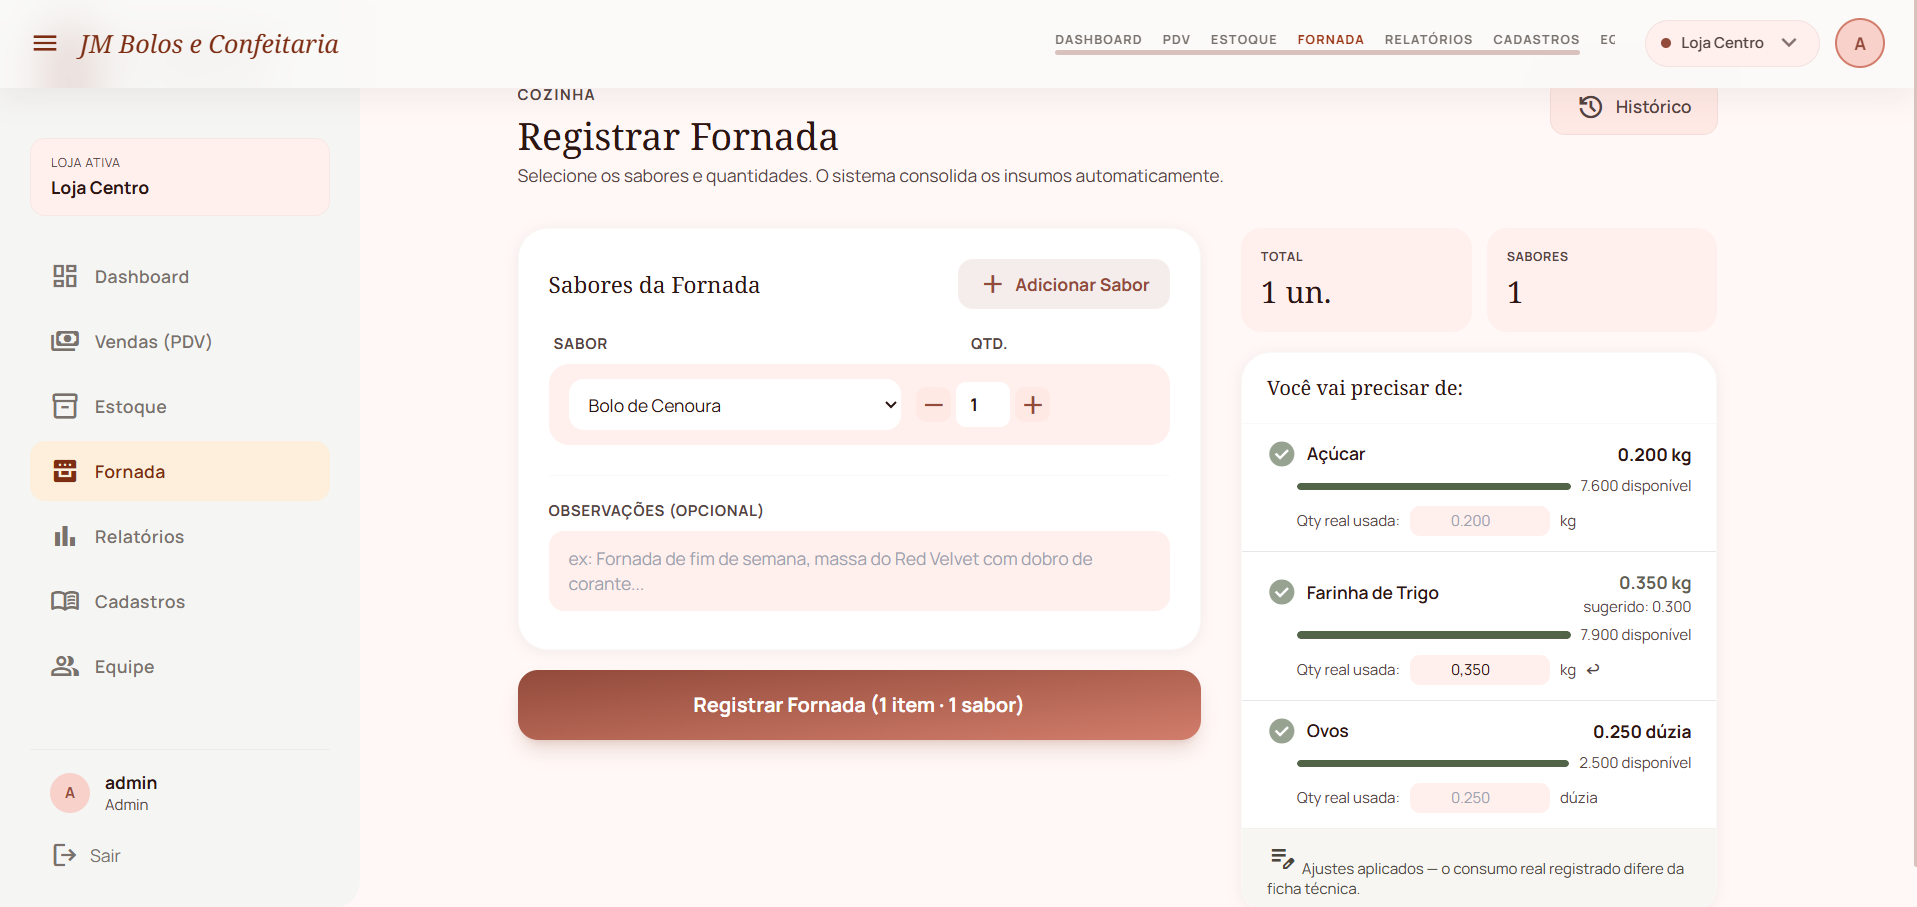 JM Bolos e Confeitaria
DASHBOARD PDV ESTOQUE FORNADA RELATÓRIOS CADASTROS
Loja Centro
A
LOJA ATIVA
Loja Centro
Dashboard
Vendas (PDV)
Estoque
Fornada
Relatórios
Cadastros
Equipe
A
admin
Admin
Sair
COZINHA
Registrar Fornada
Selecione os sabores e quantidades. O sistema consolida os insumos automaticamente.
Histórico
Sabores da Fornada
Adicionar Sabor
SABOR QTD.
Bolo de Cenoura 1
OBSERVAÇÕES (OPCIONAL)
ex: Fornada de fim de semana, massa do Red Velvet com dobro de
corante...
Registrar Fornada (1 item · 1 sabor)
TOTAL
1 un.
SABORES
1
Você vai precisar de:
Açúcar 0.200 kg
7.600 disponível
Qty real usada: 0.200 kg
Farinha de Trigo 0.350 kg
sugerido: 0.300
7.900 disponível
Qty real usada: 0,350 kg ↩
Ovos 0.250 dúzia
2.500 disponível
Qty real usada: 0.250 dúzia
Ajustes aplicados — o consumo real registrado difere da
ficha técnica.